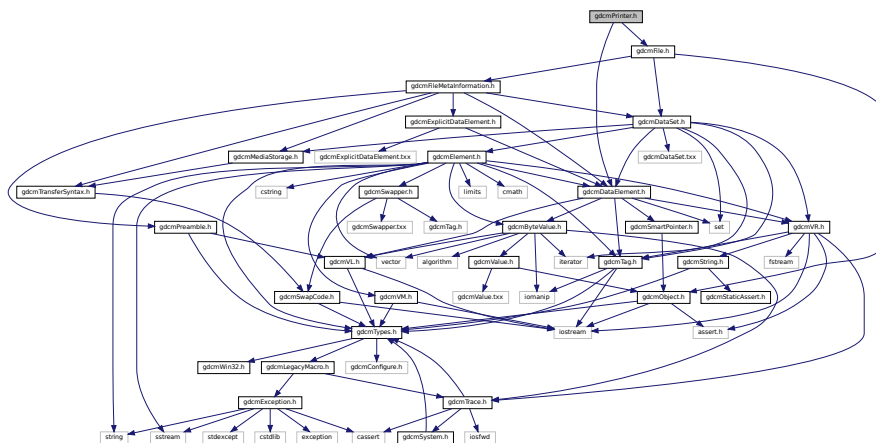 gdcmPrinter.h
gdcmFile.h
gdcmFileMetaInformation.h
gdcmExplicitDataElement.h
gdcmDataSet.h
gdcmMediaStorage.h
gdcmExplicitDataElement.txx
gdcmElement.h
gdcmDataSet.txx
gdcmTransferSyntax.h
cstring
gdcmSwapper.h
limits
cmath
gdcmDataElement.h
gdcmPreamble.h
gdcmSwapper.txx
gdcmTag.h
gdcmByteValue.h
gdcmSmartPointer.h
set
gdcmVR.h
gdcmVL.h
vector
algorithm
gdcmValue.h
iterator
gdcmTag.h
gdcmString.h
fstream
gdcmSwapCode.h
gdcmVM.h
gdcmValue.txx
iomanip
gdcmObject.h
gdcmStaticAssert.h
gdcmTypes.h
iostream
assert.h
gdcmWin32.h
gdcmLegacyMacro.h
gdcmConfigure.h
gdcmException.h
gdcmTrace.h
string
sstream
stdexcept
cstdlib
exception
cassert
gdcmSystem.h
iosfwd